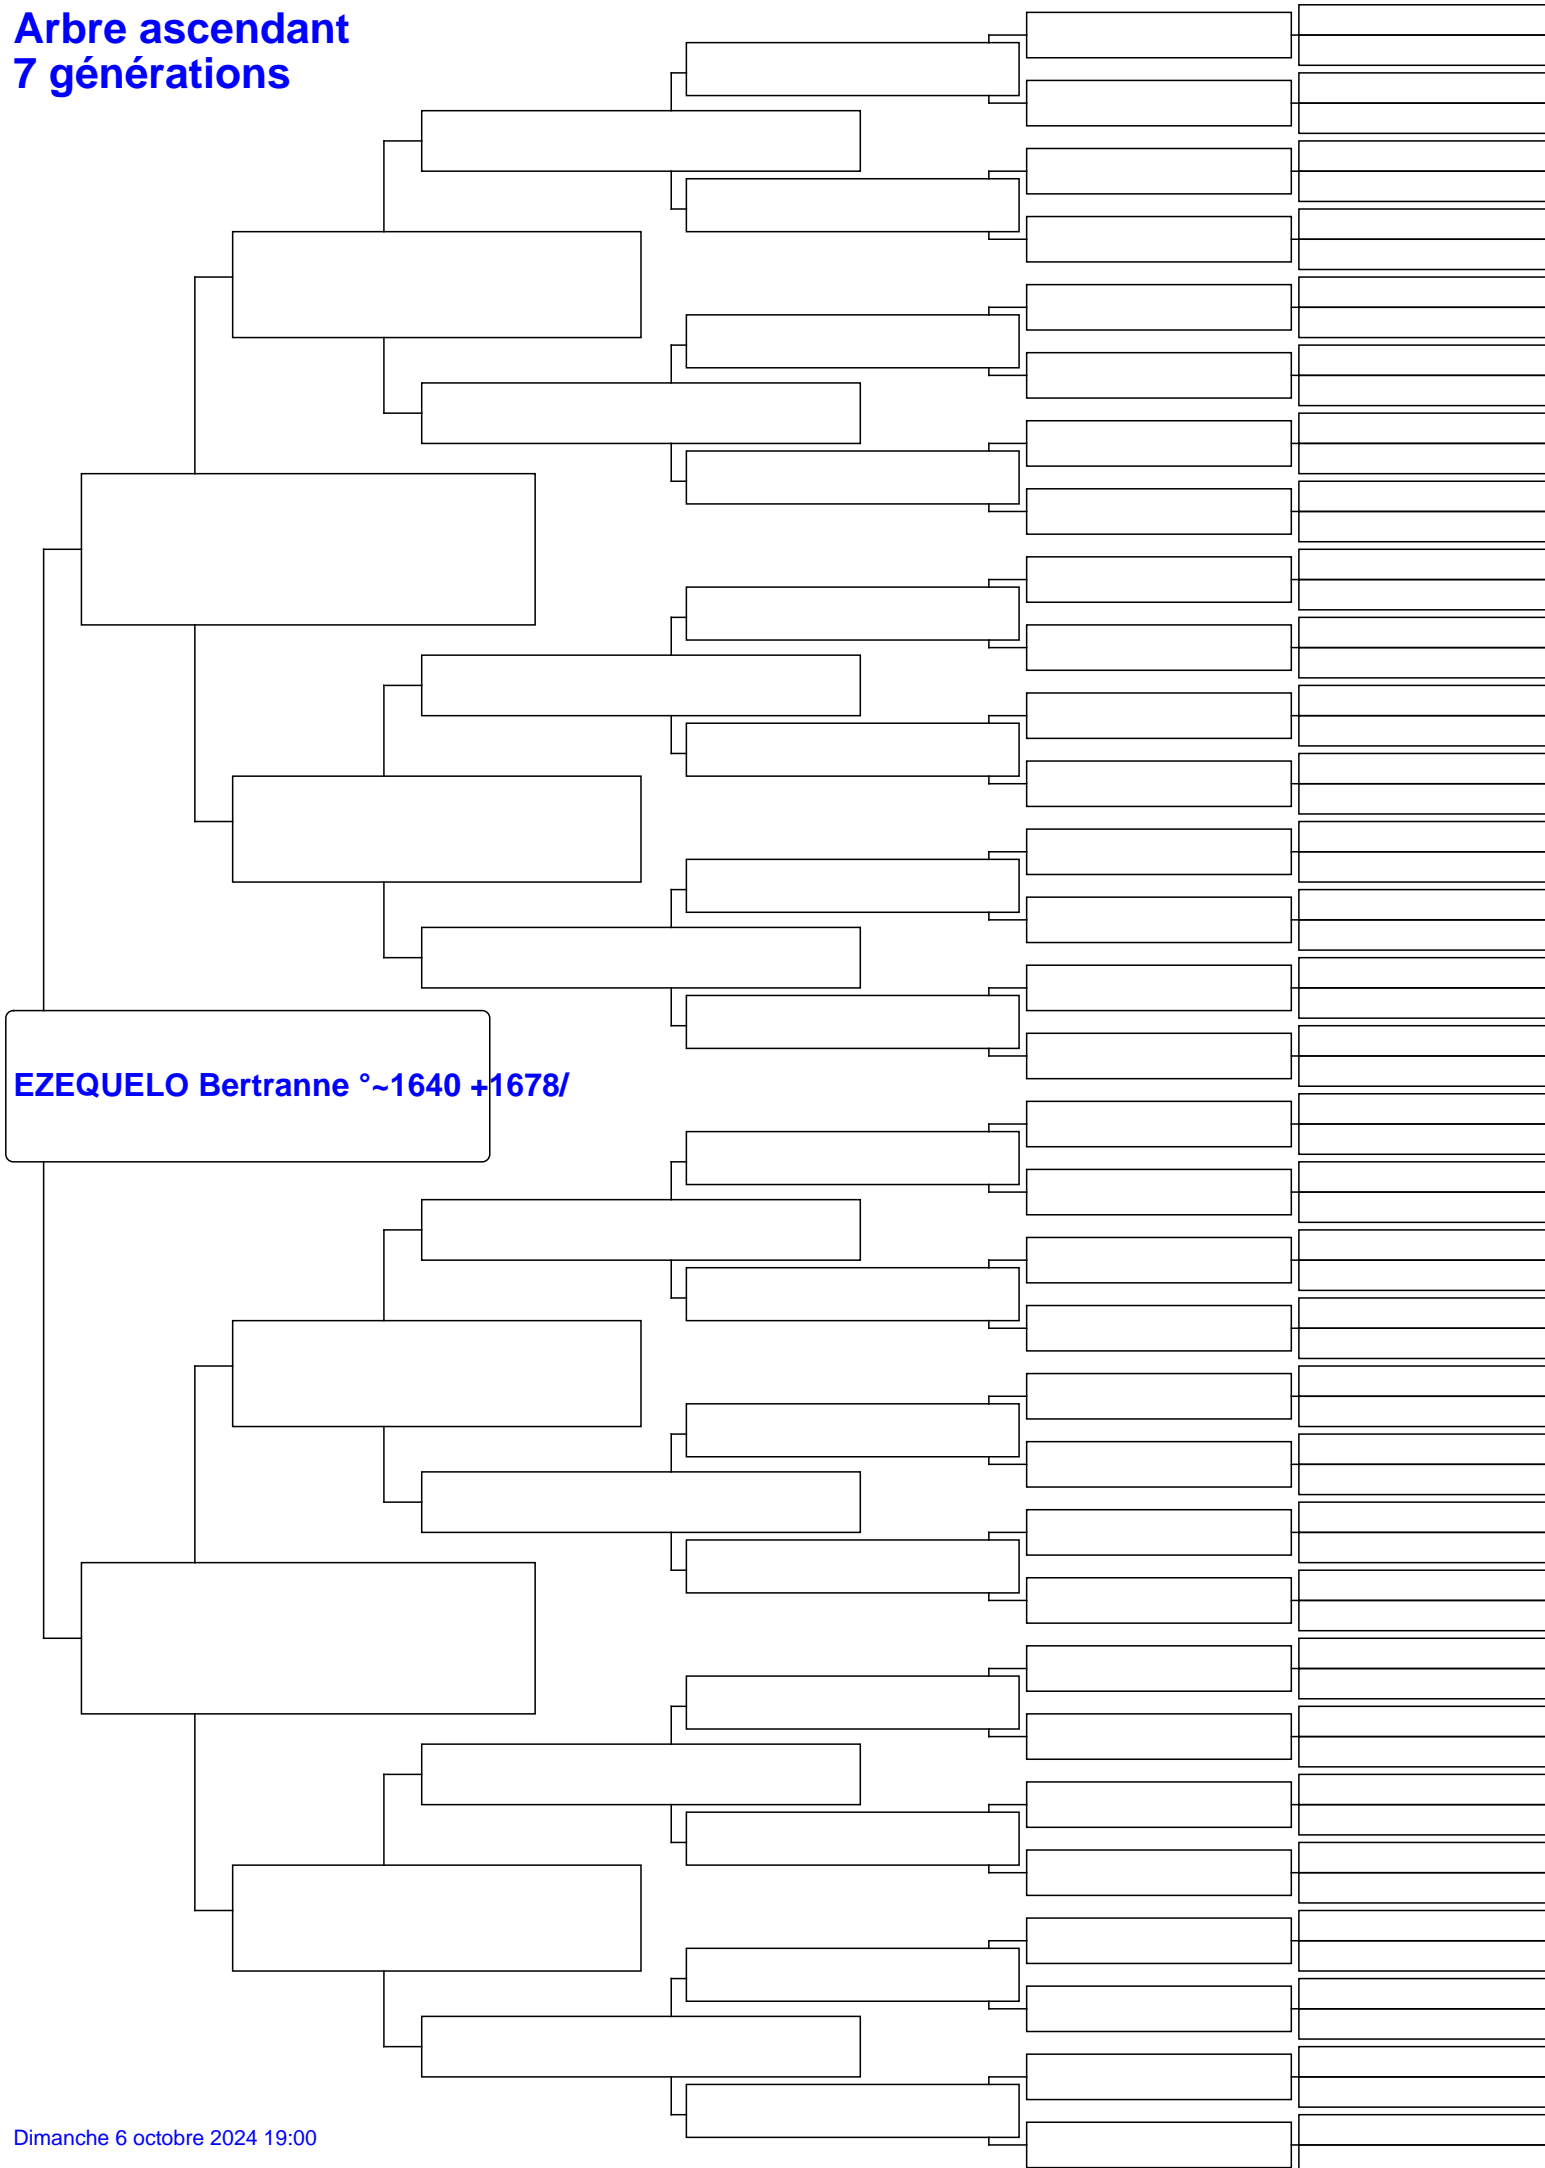 Arbre ascendant
7 générations
EZEQUELO Bertranne °~1640 +1678/
Dimanche 6 octobre 2024 19:00